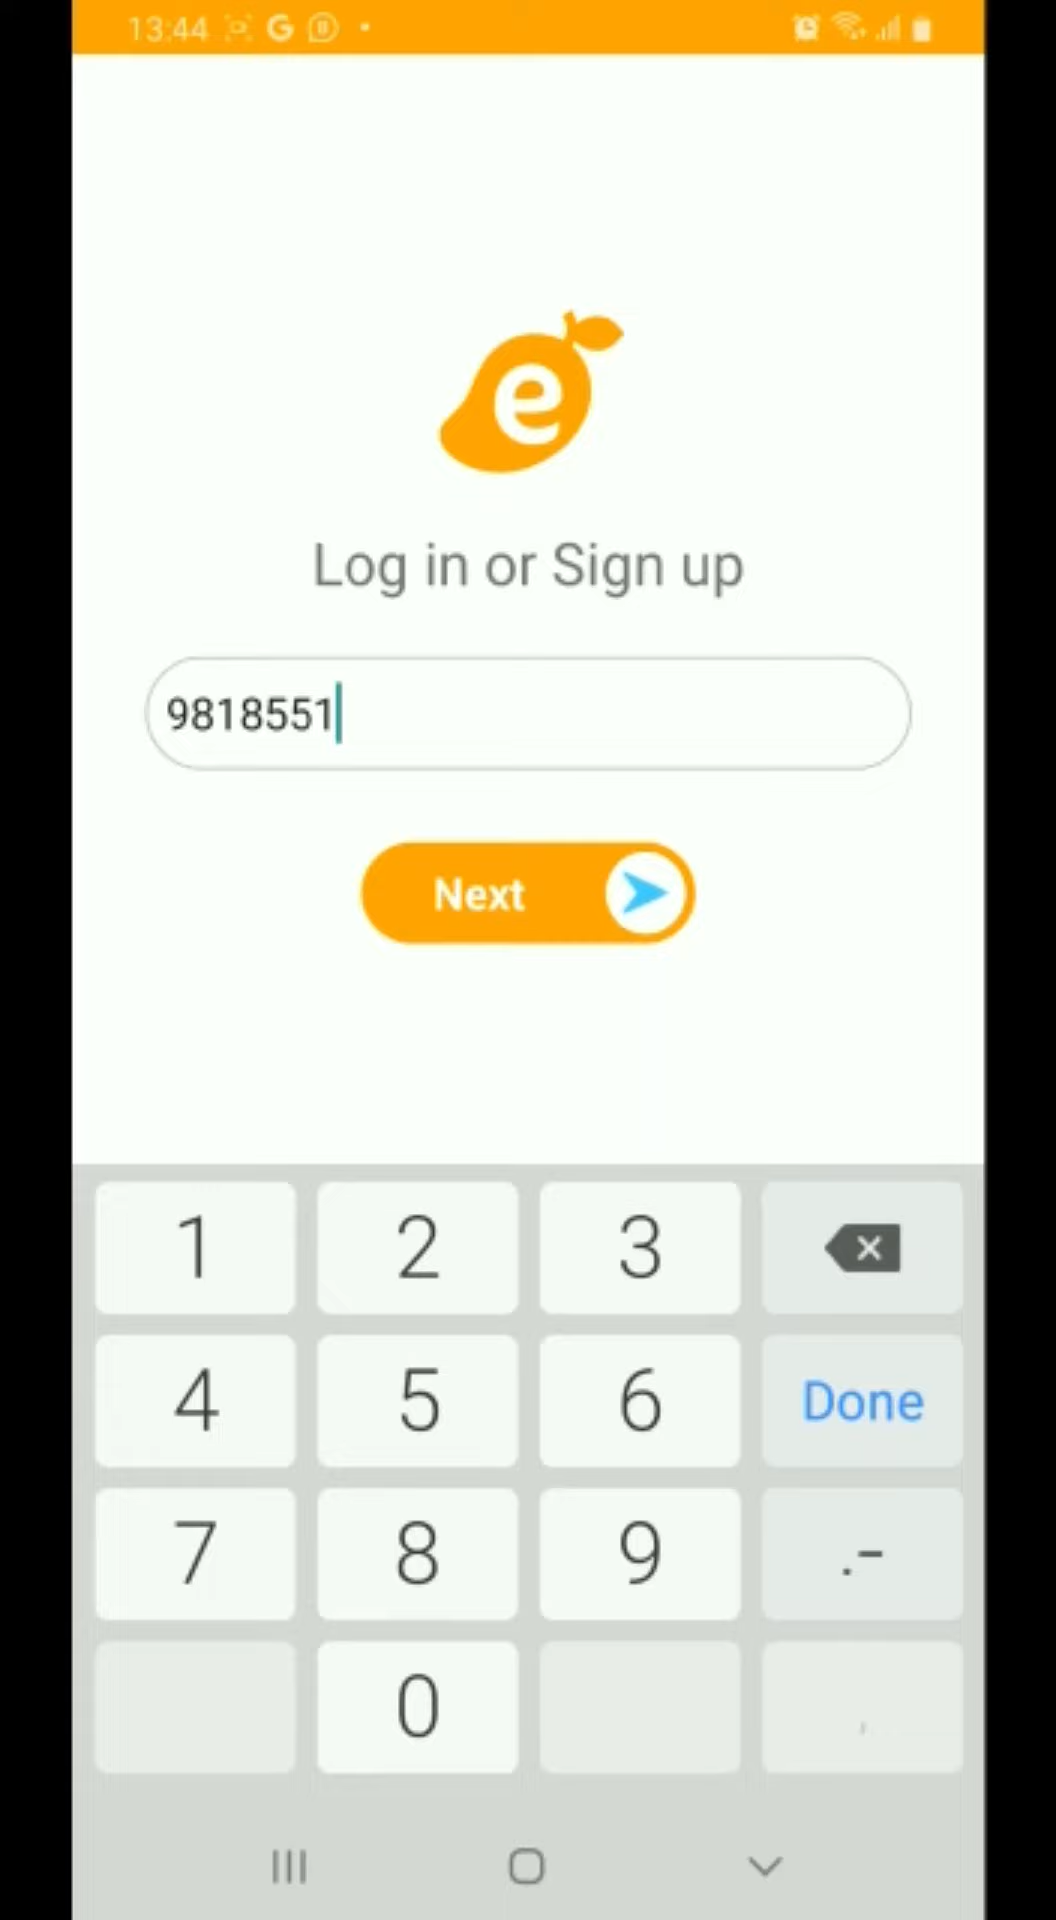 13:44 G
e
Log in or Sign up
9818551
Next
1 2 3
4 5 6 Done
7 8 9 .-
0 ,